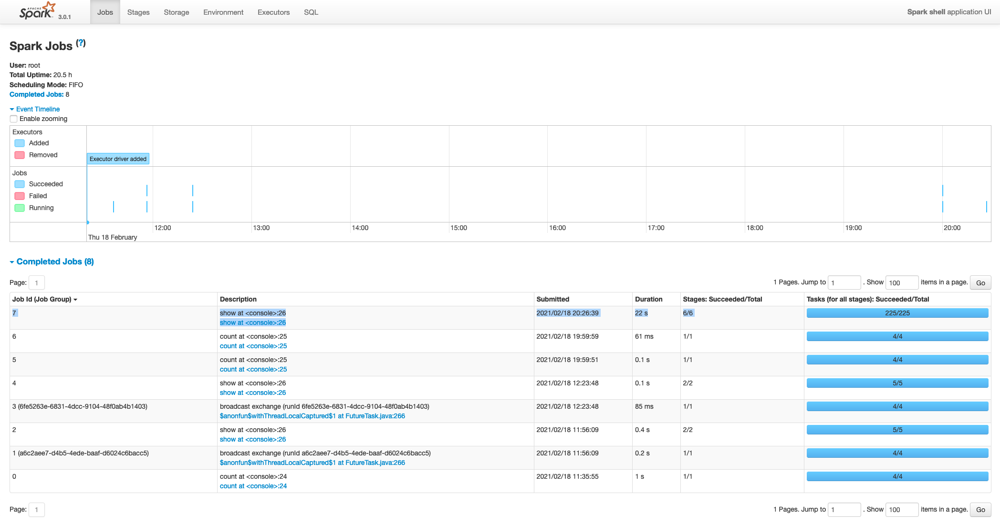 APACHE Spark 3.0.1 Jobs Stages Storage Environment Executors SQL Spark shell application UI
Spark Jobs (?)
User: root
Total Uptime: 20.5 h
Scheduling Mode: FIFO
Completed Jobs: 8
Event Timeline
Enable zooming
Executors
Added
Removed
Executor driver added
Jobs
Succeeded
Failed
Running
12:00 13:00 14:00 15:00 16:00 17:00 18:00 19:00 20:00
Thu 18 February
Completed Jobs (8)
Page: 1 1 Pages. Jump to 1 . Show 100 items in a page. Go
Job Id (Job Group) Description Submitted Duration Stages: Succeeded/Total Tasks (for all stages): Succeeded/Total
7 show at <console>:26 2021/02/18 20:26:39 22 s 6/6 225/225
show at <console>:26
6 count at <console>:25 2021/02/18 19:59:59 61 ms 1/1 4/4
count at <console>:25
5 count at <console>:25 2021/02/18 19:59:51 0.1 s 1/1 4/4
count at <console>:25
4 show at <console>:26 2021/02/18 12:23:48 0.1 s 2/2 5/5
show at <console>:26
3 (6fe5263e-6831-4dcc-9104-48f0ab4b1403) broadcast exchange (runId 6fe5263e-6831-4dcc-9104-48f0ab4b1403) 2021/02/18 12:23:48 85 ms 1/1 4/4
$anonfun$withThreadLocalCaptured$1 at FutureTask.java:266
2 show at <console>:26 2021/02/18 11:56:09 0.4 s 2/2 5/5
show at <console>:26
1 (a6c2aee7-d4b5-4ede-baaf-d6024c6bacc5) broadcast exchange (runId a6c2aee7-d4b5-4ede-baaf-d6024c6bacc5) 2021/02/18 11:56:09 0.2 s 1/1 4/4
$anonfun$withThreadLocalCaptured$1 at FutureTask.java:266
0 count at <console>:24 2021/02/18 11:35:55 1 s 1/1 4/4
count at <console>:24
Page: 1 1 Pages. Jump to 1 . Show 100 items in a page. Go